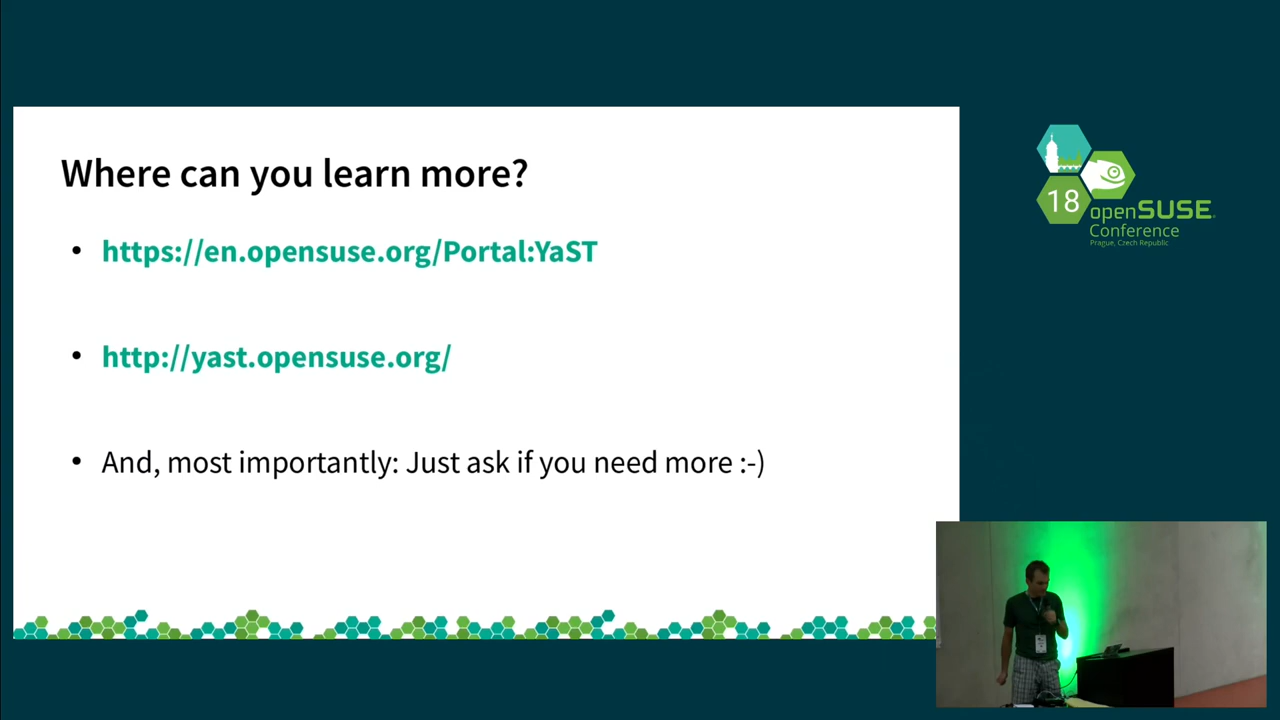 Where can you learn more?
• https://en.opensuse.org/Portal:YaST
• http://yast.opensuse.org/
• And, most importantly: Just ask if you need more :-)
18
openSUSE
Conference
Prague, Czech Republic